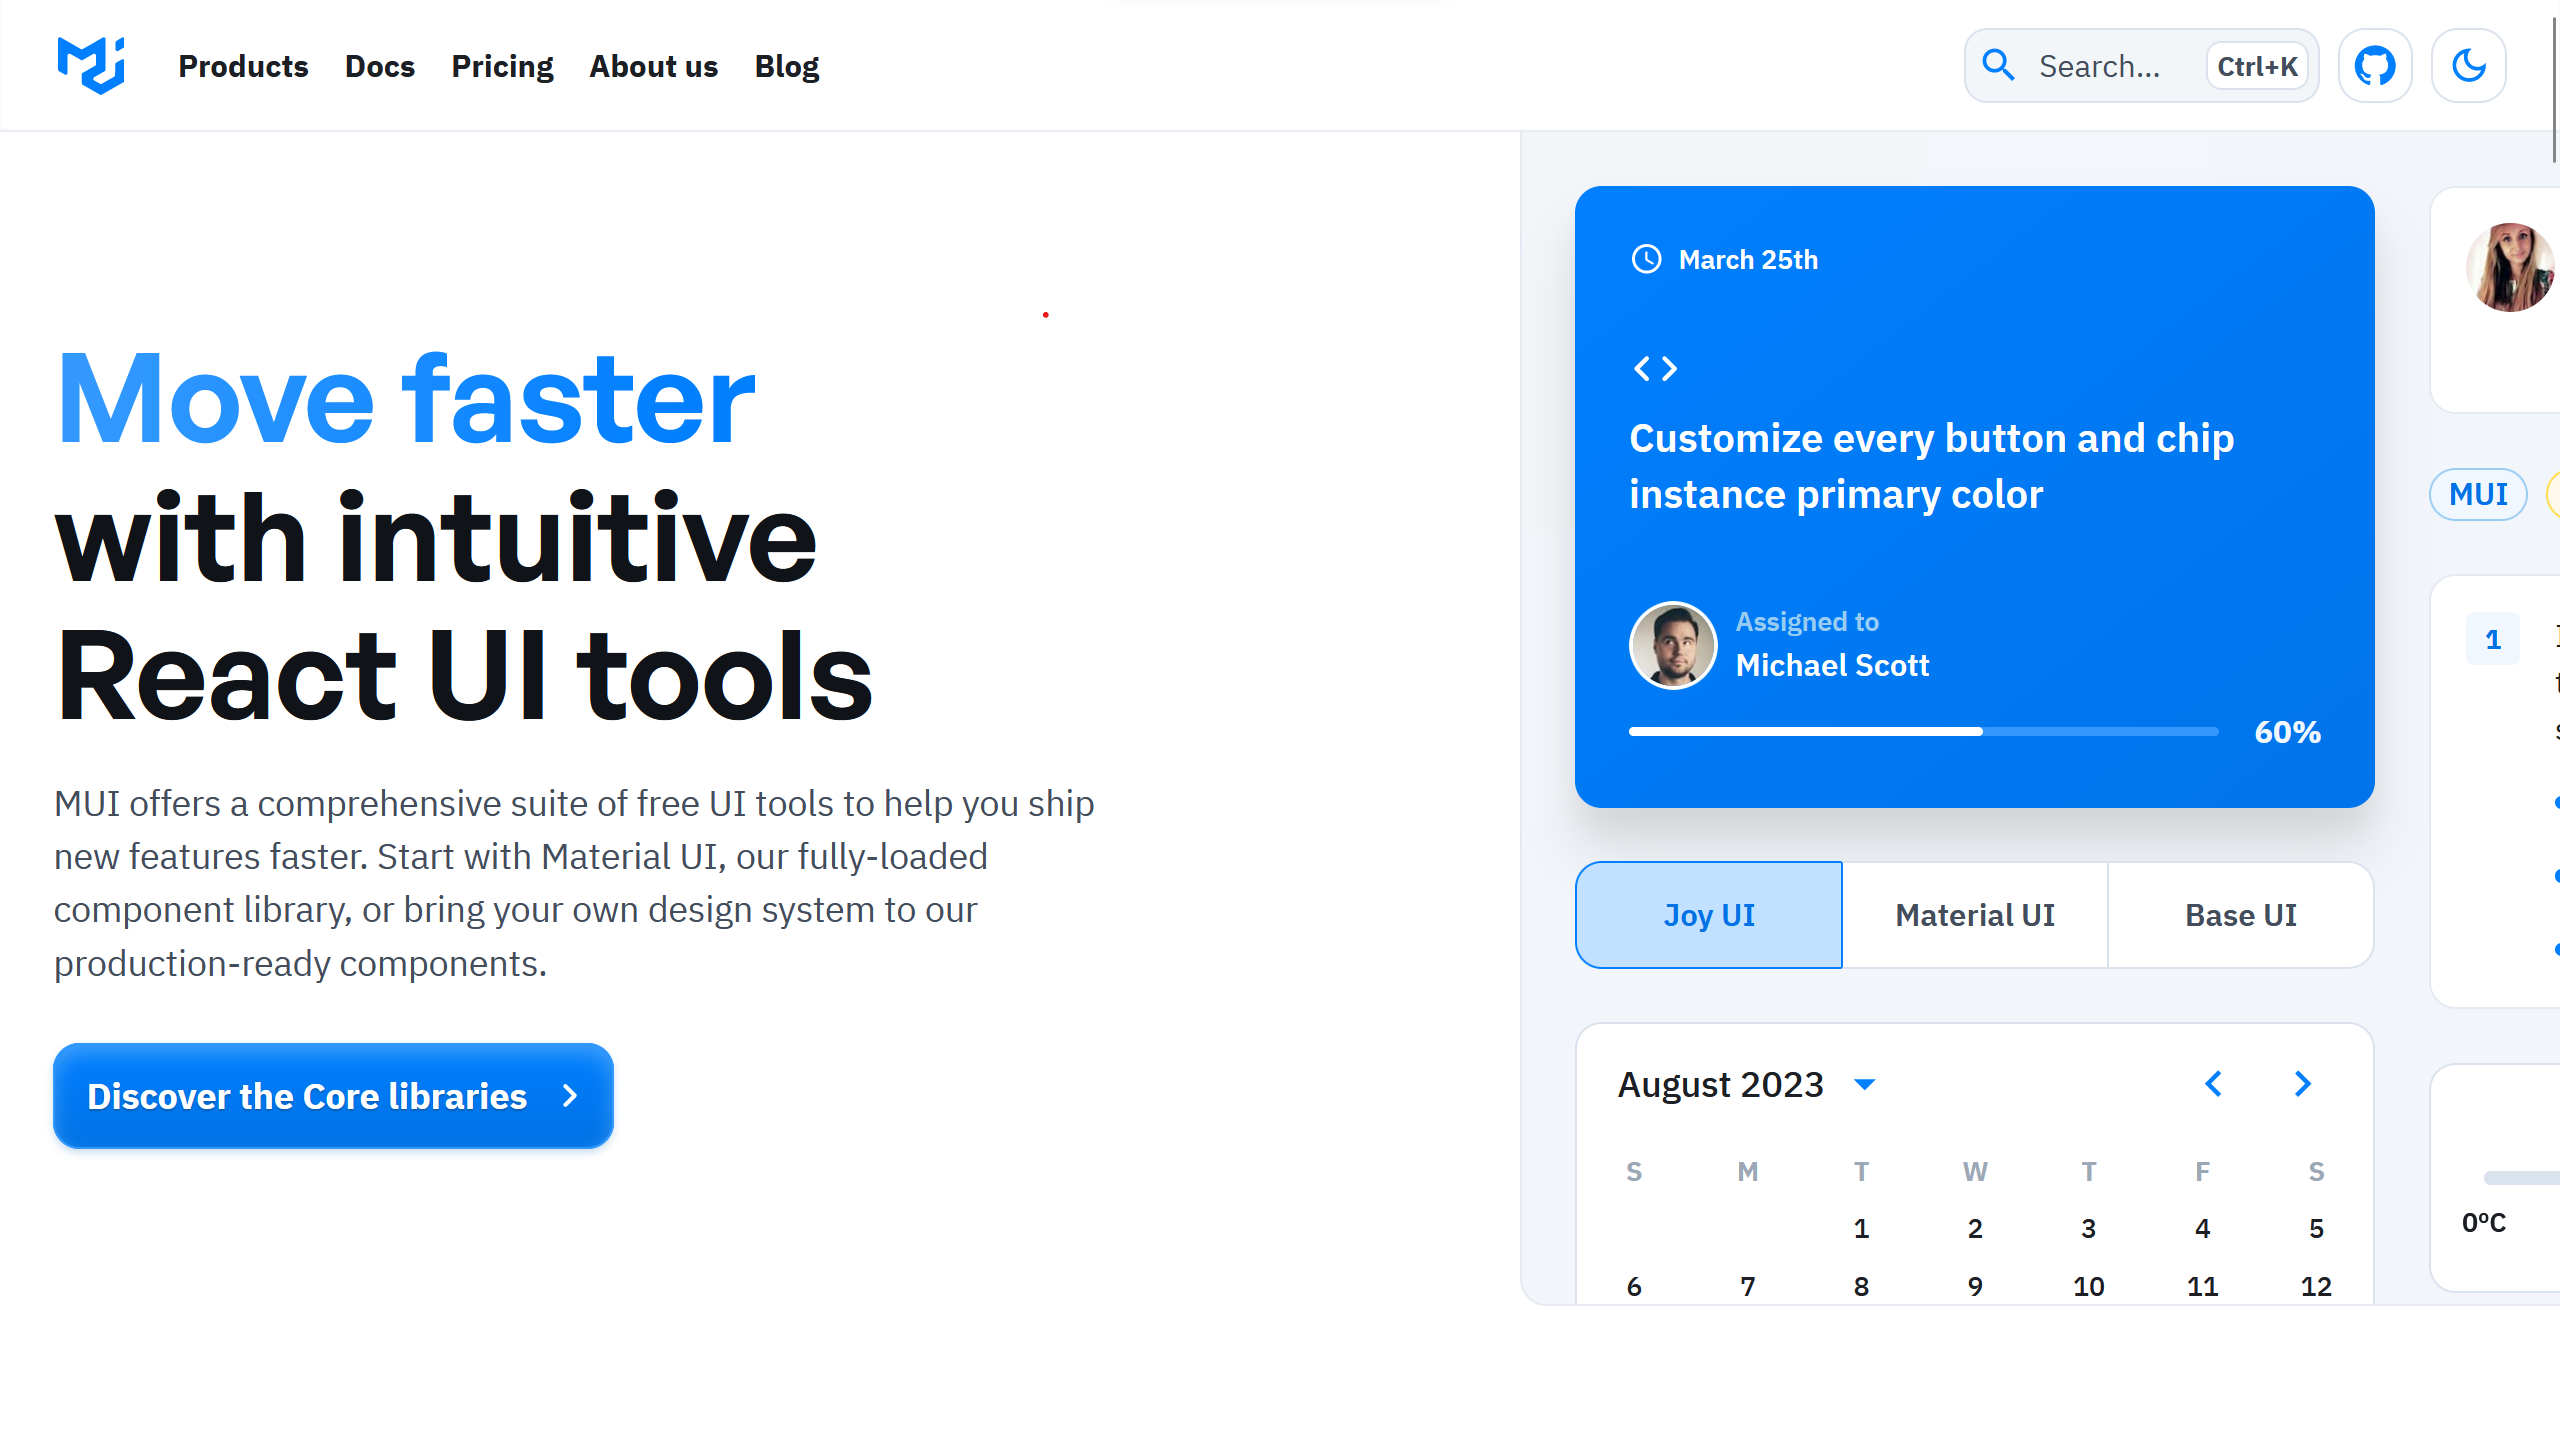 Products Docs Pricing About us Blog
Search… Ctrl+K
Move faster
with intuitive
React UI tools
MUI offers a comprehensive suite of free UI tools to help you ship
new features faster. Start with Material UI, our fully-loaded
component library, or bring your own design system to our
production-ready components.
Discover the Core libraries
March 25th
Customize every button and chip
instance primary color
Assigned to
Michael Scott
60%
Joy UI Material UI Base UI
August 2023
S M T W T F S
1 2 3 4 5
6 7 8 9 10 11 12
MUI
1
0°C